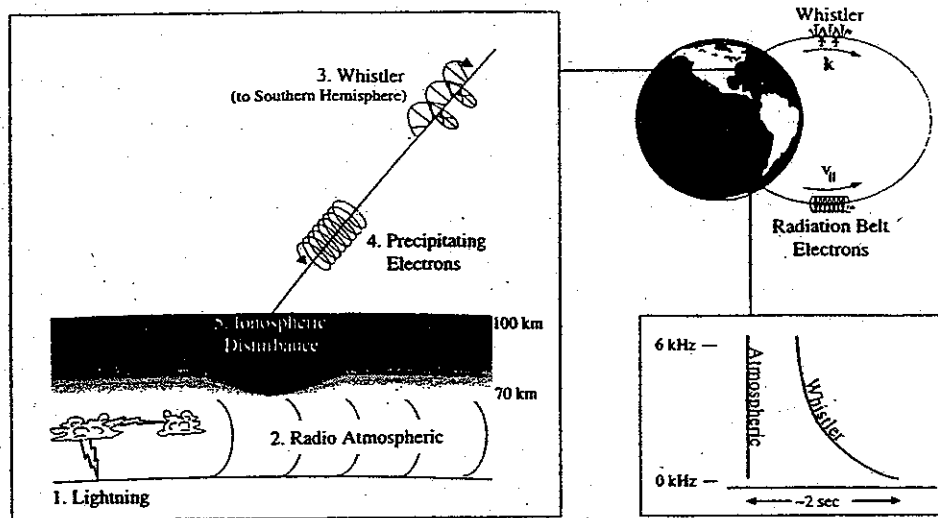 3. Whistler
(to Southern Hemisphere)
4. Precipitating
Electrons
5. Ionospheric
Disturbance
100 km
70 km
2. Radio Atmospheric
1. Lightning
Whistler
k
v||
Radiation Belt
Electrons
6 kHz
Atmospheric
Whistler
0 kHz
~2 sec